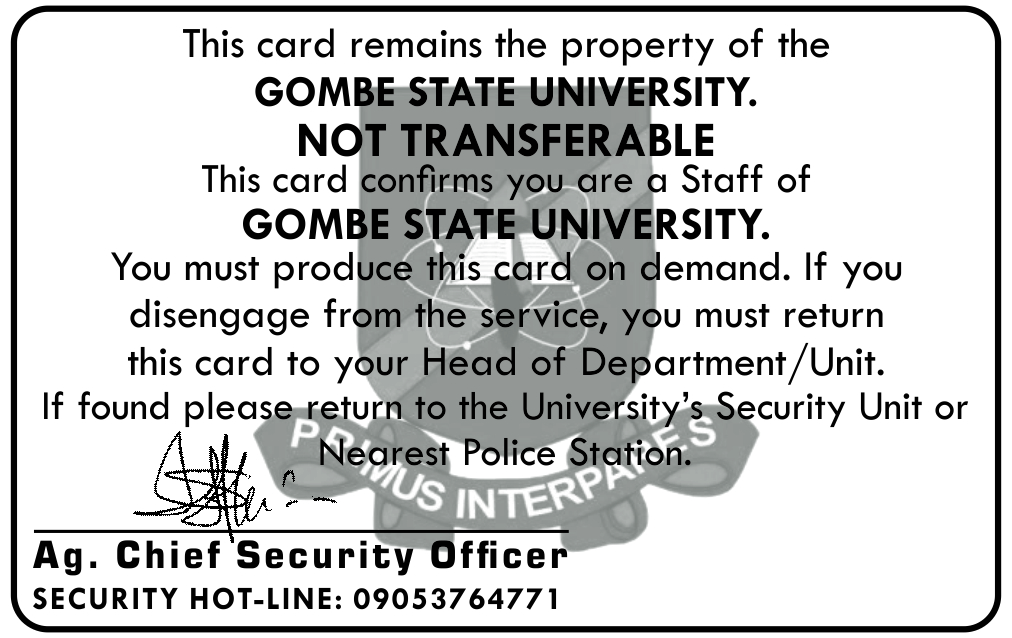 This card remains the property of the
GOMBE STATE UNIVERSITY.
NOT TRANSFERABLE
This card confirms you are a Staff of
GOMBE STATE UNIVERSITY.
You must produce this card on demand. If you
disengage from the service, you must return
this card to your Head of Department/Unit.
If found please return to the University's Security Unit or
Nearest Police Station.
PRIMUS INTERPARES
Ag. Chief Security Officer
SECURITY HOT-LINE: 09053764771